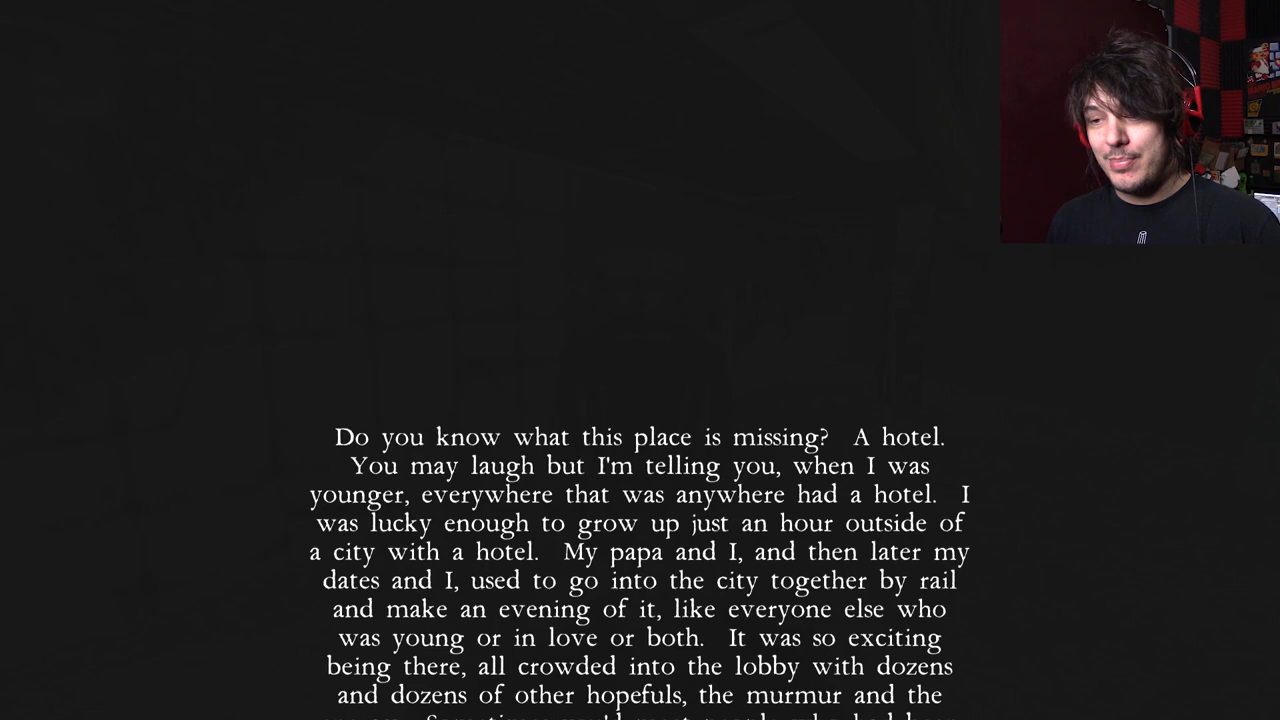 Do you know what this place is missing?  A hotel.
You may laugh but I'm telling you, when I was
younger, everywhere that was anywhere had a hotel.  I
was lucky enough to grow up just an hour outside of
a city with a hotel.  My papa and I, and then later my
dates and I, used to go into the city together by rail
and make an evening of it, like everyone else who
was young or in love or both.  It was so exciting
being there, all crowded into the lobby with dozens
and dozens of other hopefuls, the murmur and the